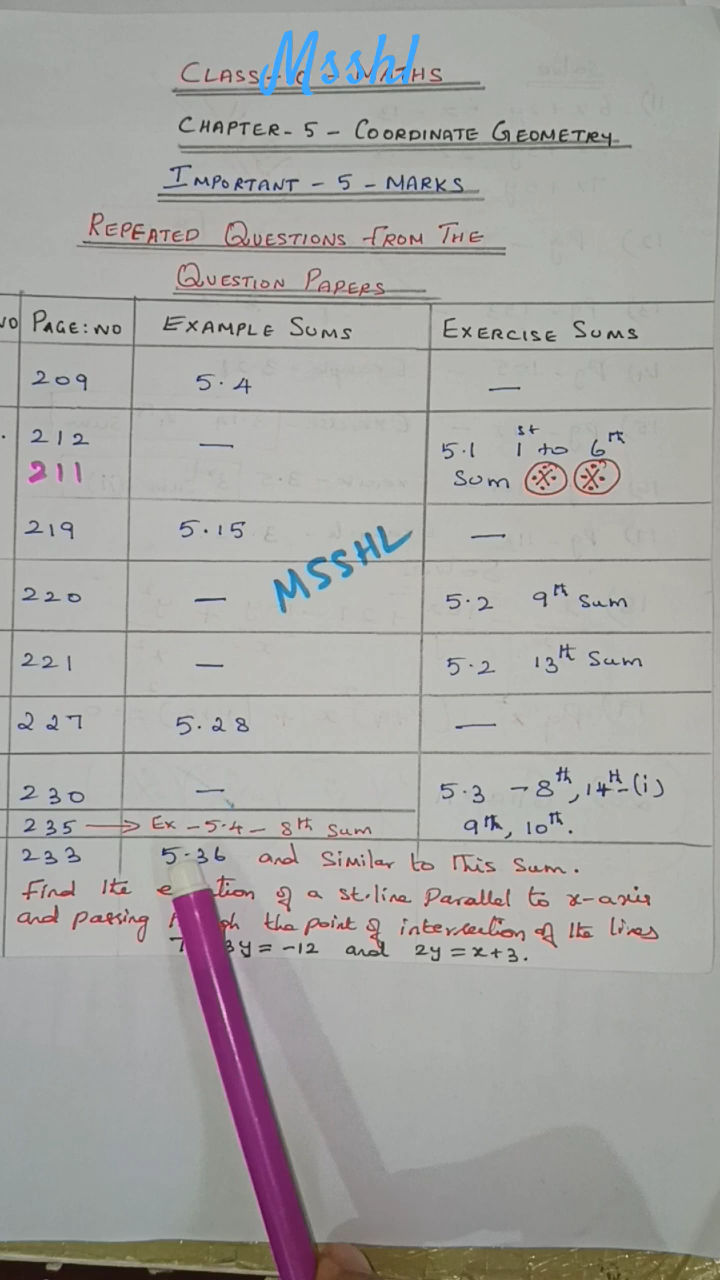 Msshl
CLASS
CHAPTER - 5 - COORDINATE GEOMETRY
IMPORTANT - 5 - MARKS
REPEATED QUESTIONS FROM THE
QUESTION PAPERS
NO PAGE:NO EXAMPLE SUMS EXERCISE SUMS
209 5.4 —
212 — 5.1 1st to 6th
211 Sum
219 5.15 —
MSSHL
220 — 5.2 9th Sum
221 — 5.2 13th Sum
227 5.28 —
230 — 5.3 - 8th, 14th-(i)
235 → Ex - 5.4 - 8th Sum 9th, 10th.
233 5.36 and Similar to This Sum.
Find the of a st.line Parallel to x-axis
and passing the point of intersection of the lines
3y = -12 and 2y = x+3.